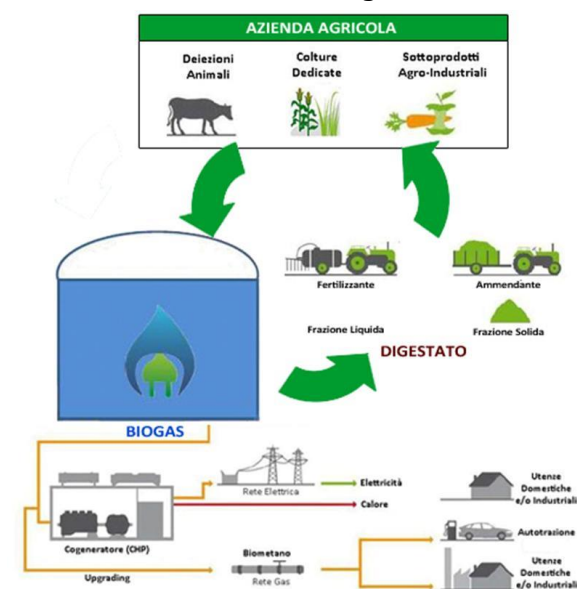 AZIENDA AGRICOLA
Deiezioni
Animali
Colture
Dedicate
Sottoprodotti
Agro-Industriali
Fertilizzante
Ammendante
Frazione Liquida
Frazione Solida
DIGESTATO
BIOGAS
Rete Elettrica
Elettricità
Calore
Utenze
Domestiche
e/o Industriali
Cogeneratore (CHP)
Upgrading
Biometano
Rete Gas
Autotrazione
Utenze
Domestiche
e/o Industriali